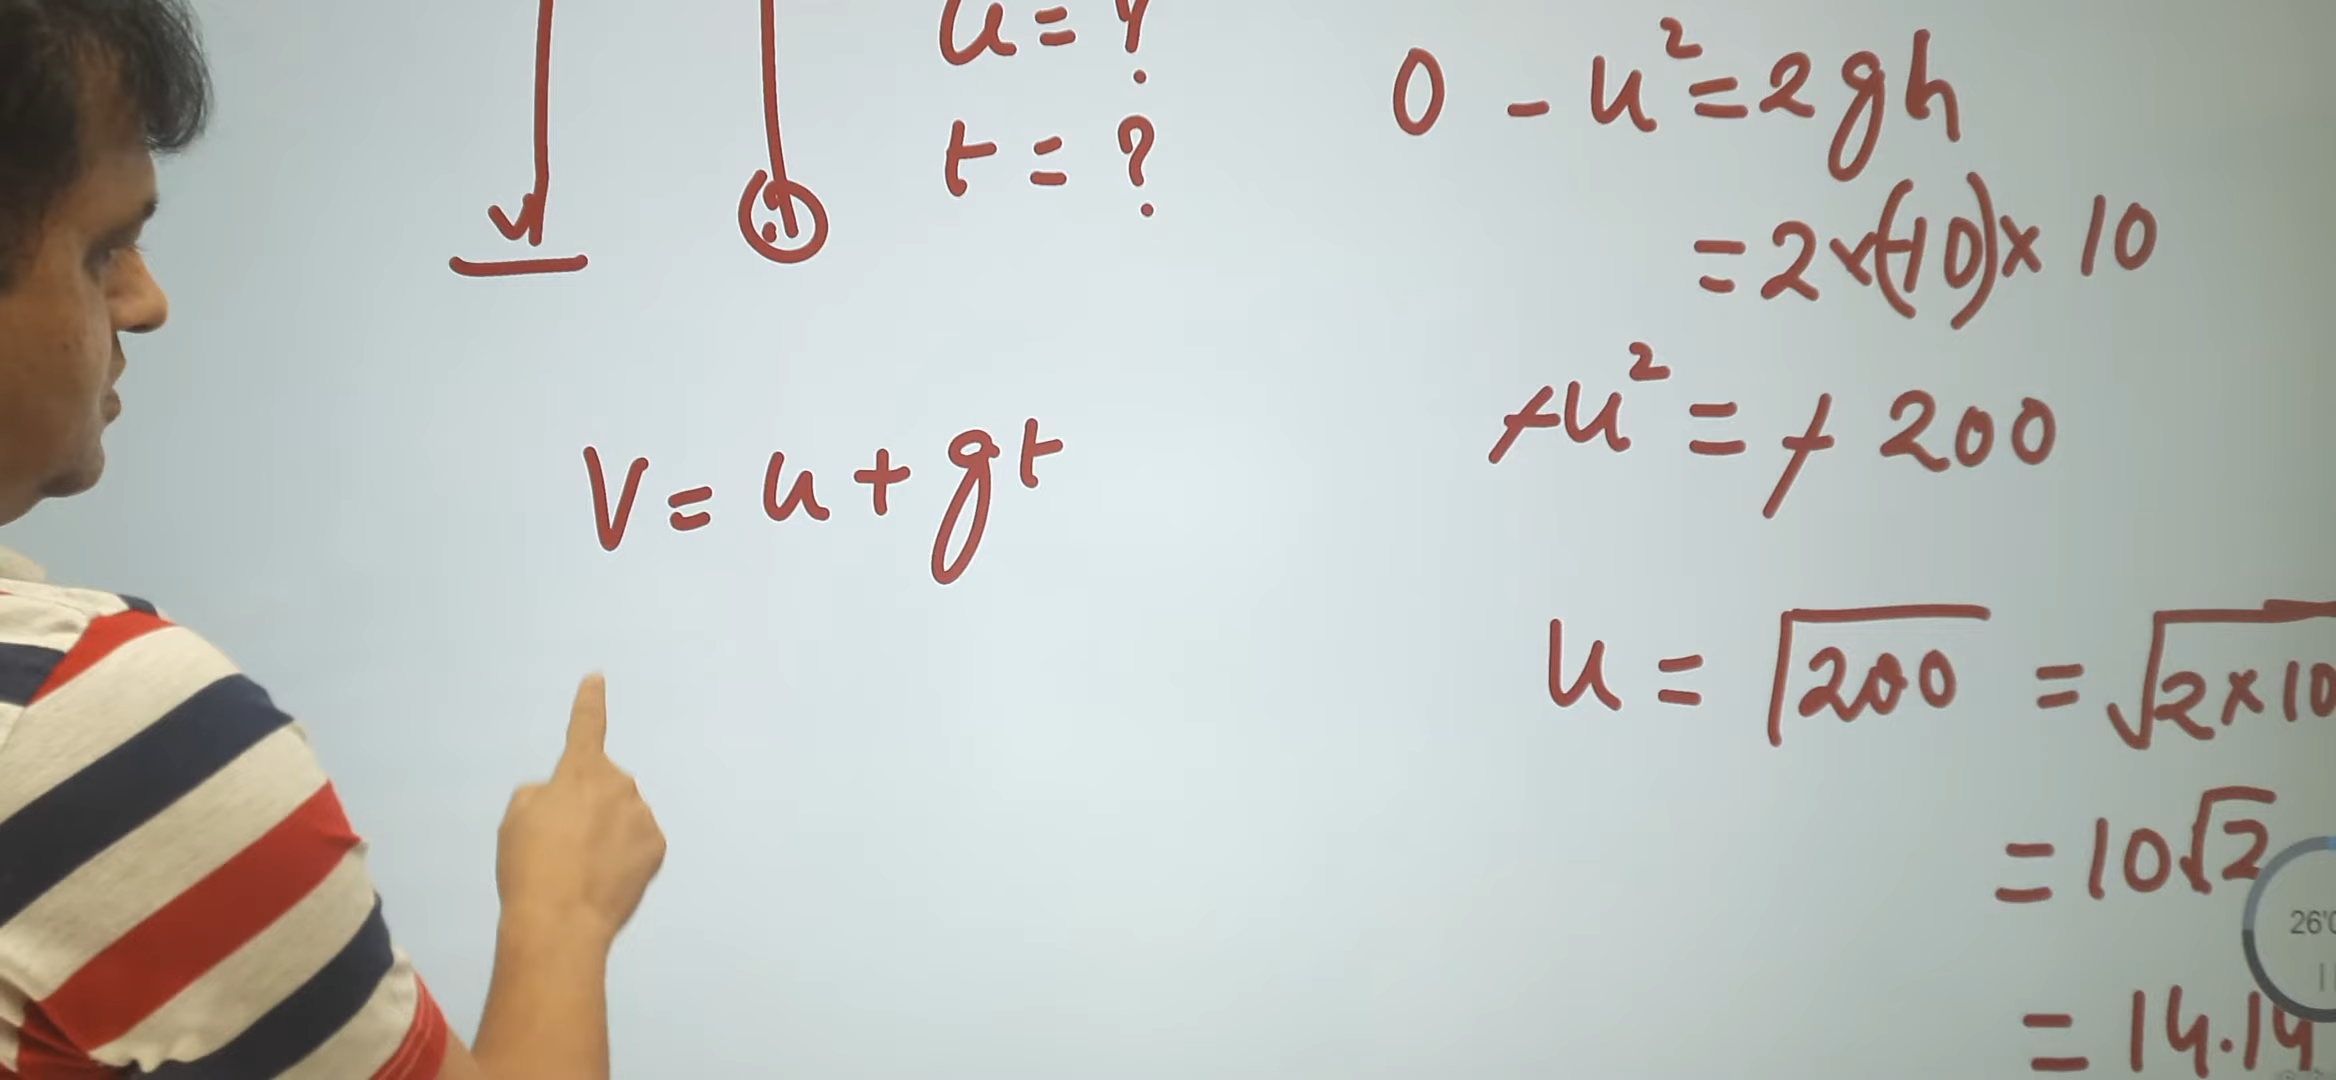 u = ?
t = ?
V = u + gt
0 - u² = 2gh
= 2×(-10)× 10
-u² = - 200
u = √200 = √2×10
= 10√2
= 14.14